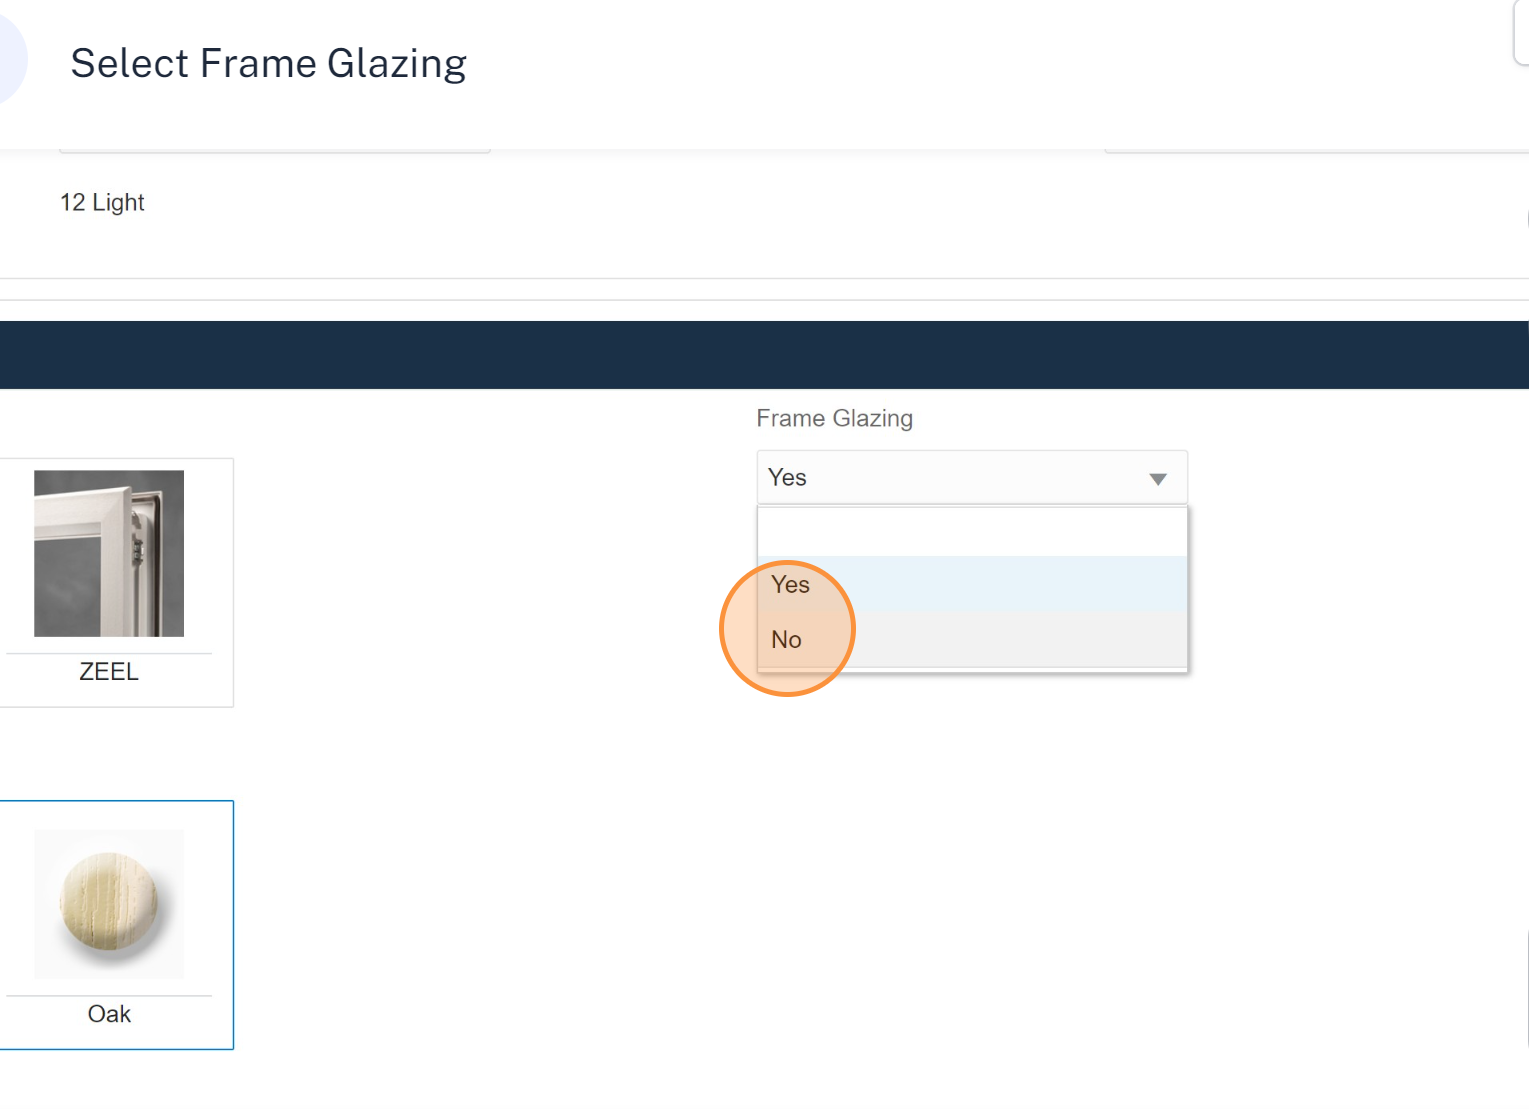 Select Frame Glazing
12 Light
Frame Glazing
Yes
Yes
No
ZEEL
Oak